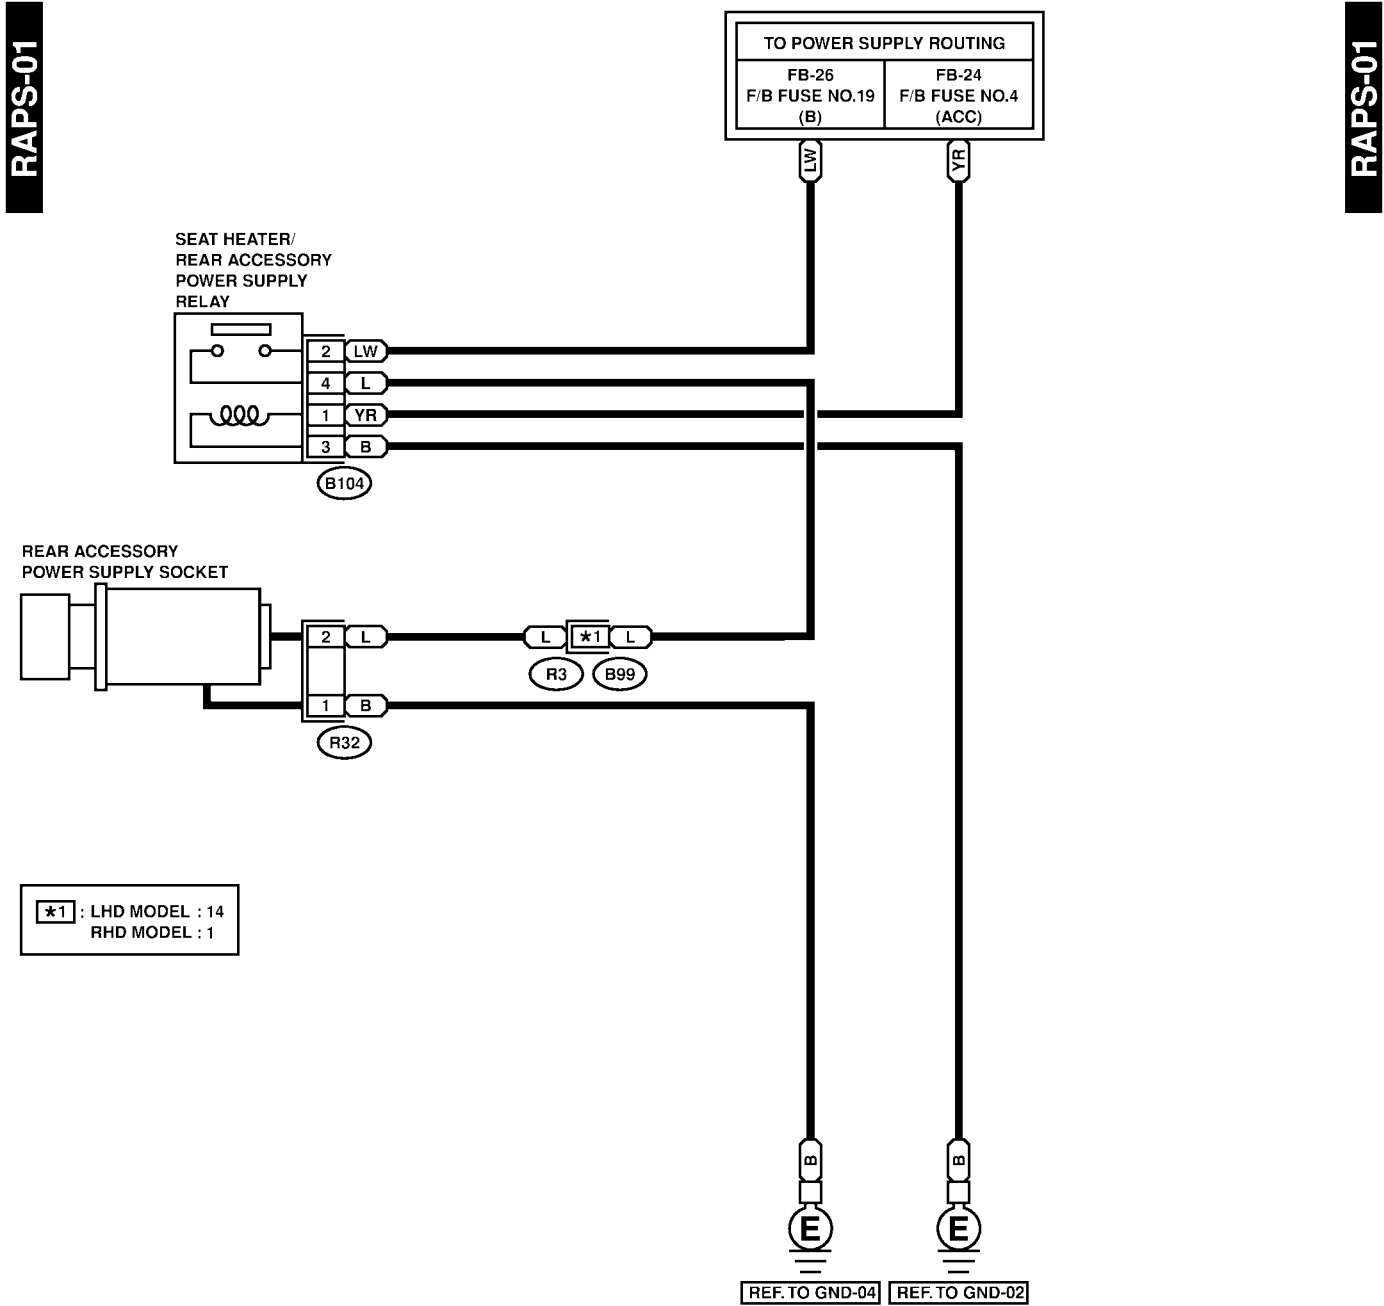 RAPS-01
RAPS-01
TO POWER SUPPLY ROUTING
FB-26
F/B FUSE NO.19
(B)
FB-24
F/B FUSE NO.4
(ACC)
LW
YR
SEAT HEATER/
REAR ACCESSORY
POWER SUPPLY
RELAY
2 LW
4 L
1 YR
3 B
B104
REAR ACCESSORY
POWER SUPPLY SOCKET
2 L
L *1 L
R3 B99
1 B
R32
*1 : LHD MODEL : 14
RHD MODEL : 1
B
B
E
E
REF. TO GND-04
REF. TO GND-02